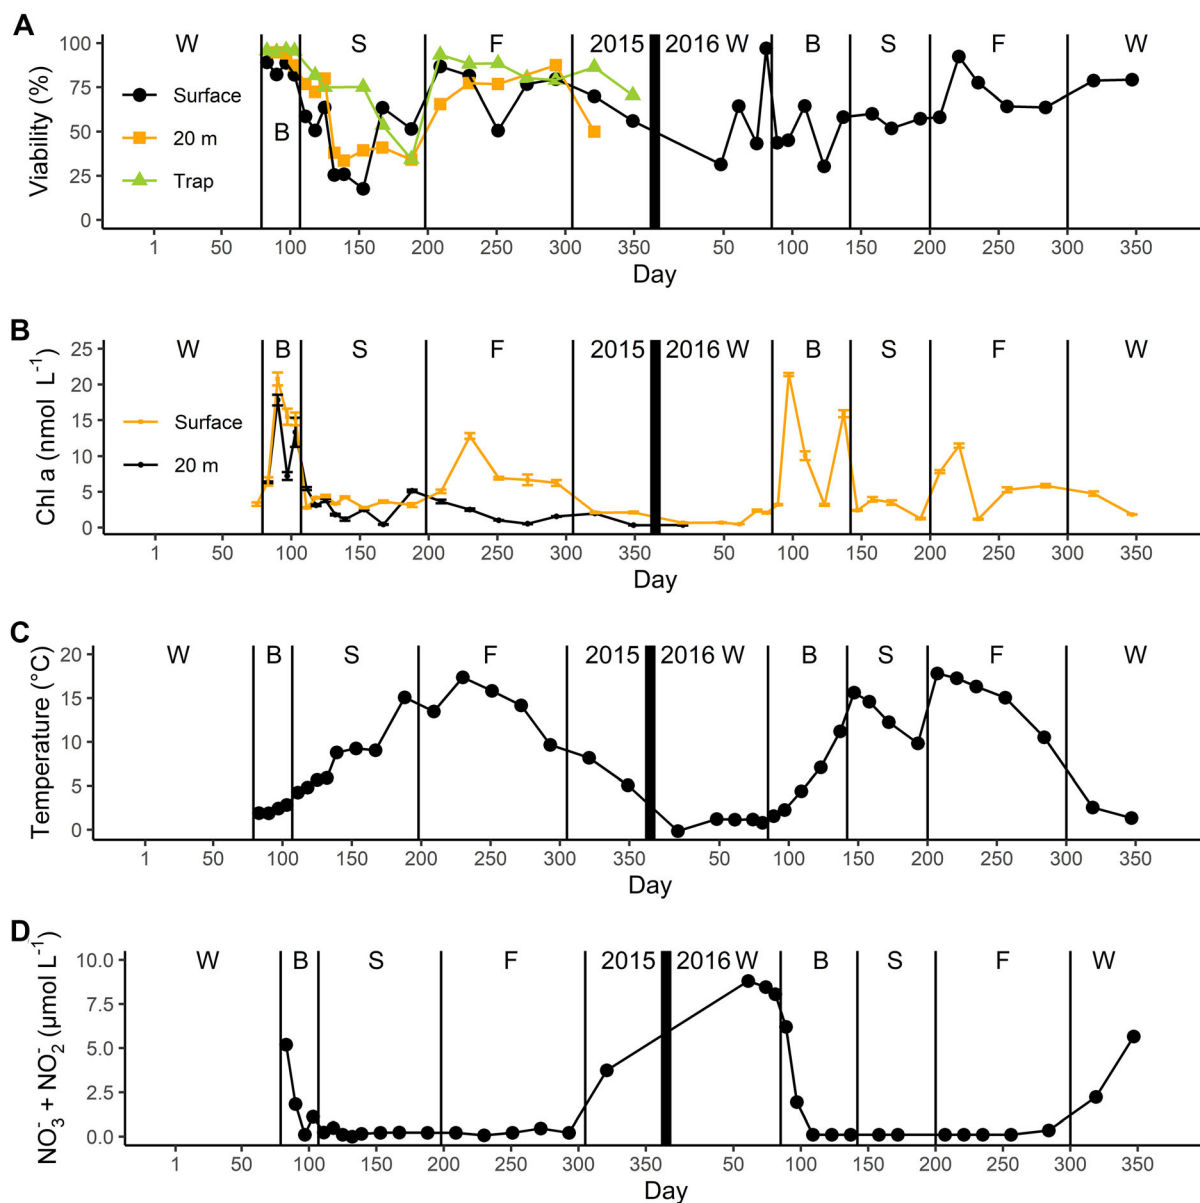 A
W S F 2015 2016 W B S F W
B
Viability (%)
100
75
50
25
0
Surface
20 m
Trap
1 50 100 150 200 250 300 350 50 100 150 200 250 300 350
Day
B
W B S F 2015 2016 W B S F W
Chl a (nmol L⁻¹)
25
20
15
10
5
0
Surface
20 m
1 50 100 150 200 250 300 350 50 100 150 200 250 300 350
Day
C
W B S F 2015 2016 W B S F W
Temperature (°C)
20
15
10
5
0
1 50 100 150 200 250 300 350 50 100 150 200 250 300 350
Day
D
W B S F 2015 2016 W B S F W
NO₃⁻ + NO₂⁻ (µmol L⁻¹)
10.0
7.5
5.0
2.5
0.0
1 50 100 150 200 250 300 350 50 100 150 200 250 300 350
Day